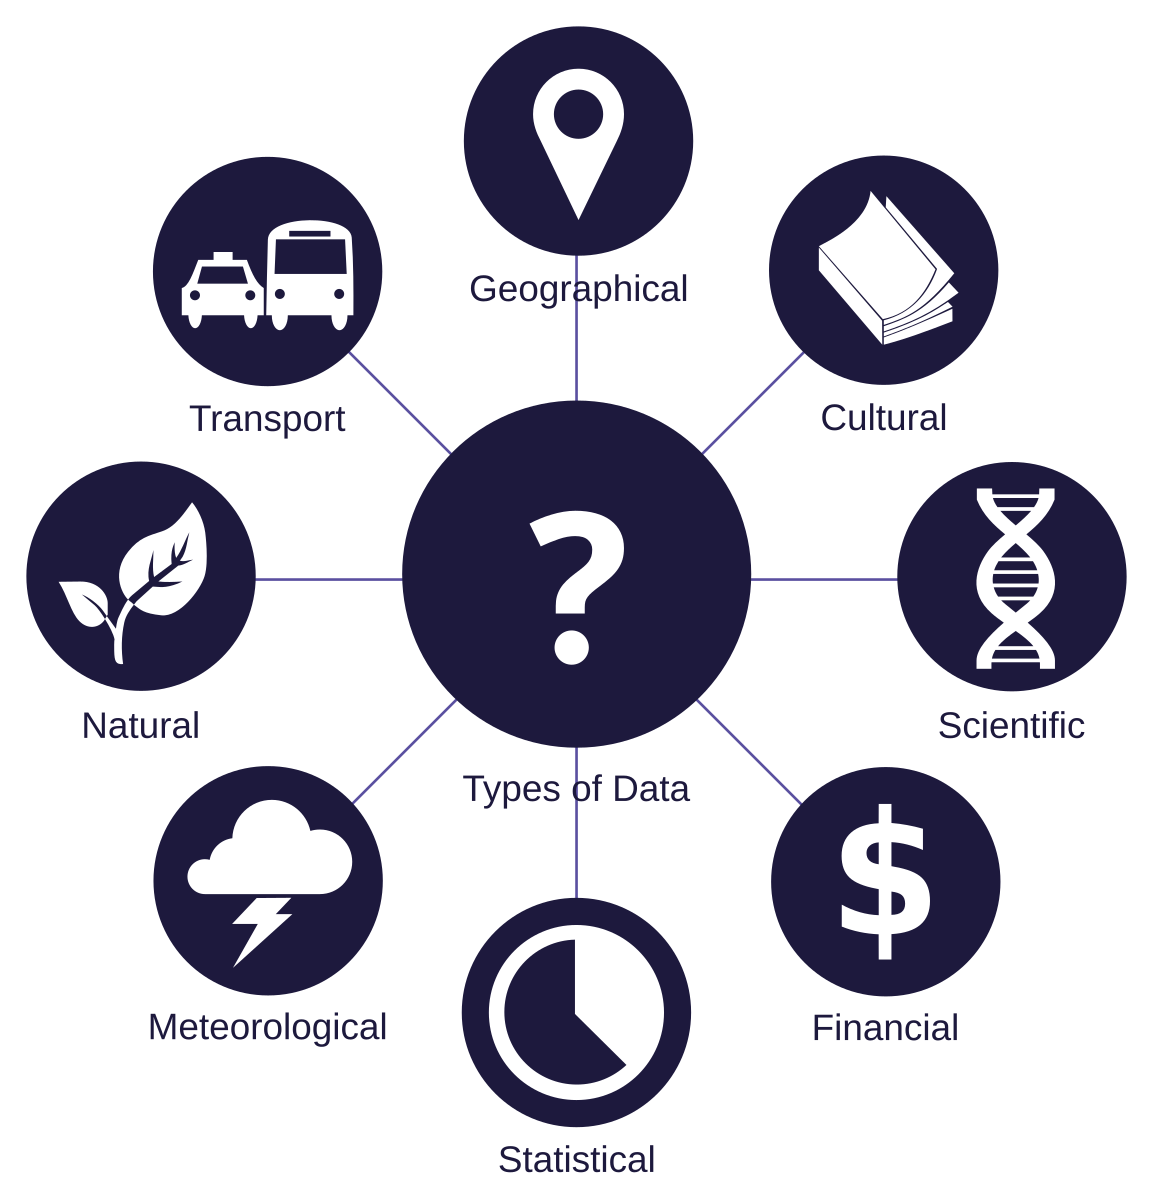 Geographical
Transport
Cultural
?
Natural
Scientific
Types of Data
$
Meteorological
Financial
Statistical